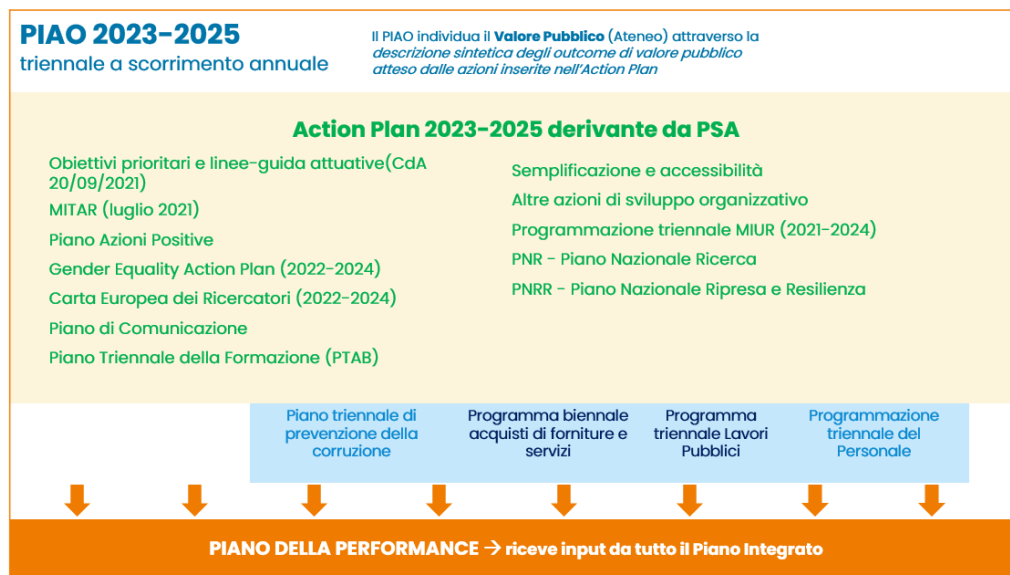 PIAO 2023-2025
triennale a scorrimento annuale
Il PIAO individua il Valore Pubblico (Ateneo) attraverso la
descrizione sintetica degli outcome di valore pubblico
atteso dalle azioni inserite nell'Action Plan
Action Plan 2023-2025 derivante da PSA
Obiettivi prioritari e linee-guida attuative(CdA
20/09/2021)
MITAR (luglio 2021)
Piano Azioni Positive
Gender Equality Action Plan (2022-2024)
Carta Europea dei Ricercatori (2022-2024)
Piano di Comunicazione
Piano Triennale della Formazione (PTAB)
Semplificazione e accessibilità
Altre azioni di sviluppo organizzativo
Programmazione triennale MIUR (2021-2024)
PNR - Piano Nazionale Ricerca
PNRR - Piano Nazionale Ripresa e Resilienza
Piano triennale di
prevenzione della
corruzione
Programma biennale
acquisti di forniture e
servizi
Programma
triennale Lavori
Pubblici
Programmazione
triennale del
Personale
PIANO DELLA PERFORMANCE → riceve input da tutto il Piano Integrato